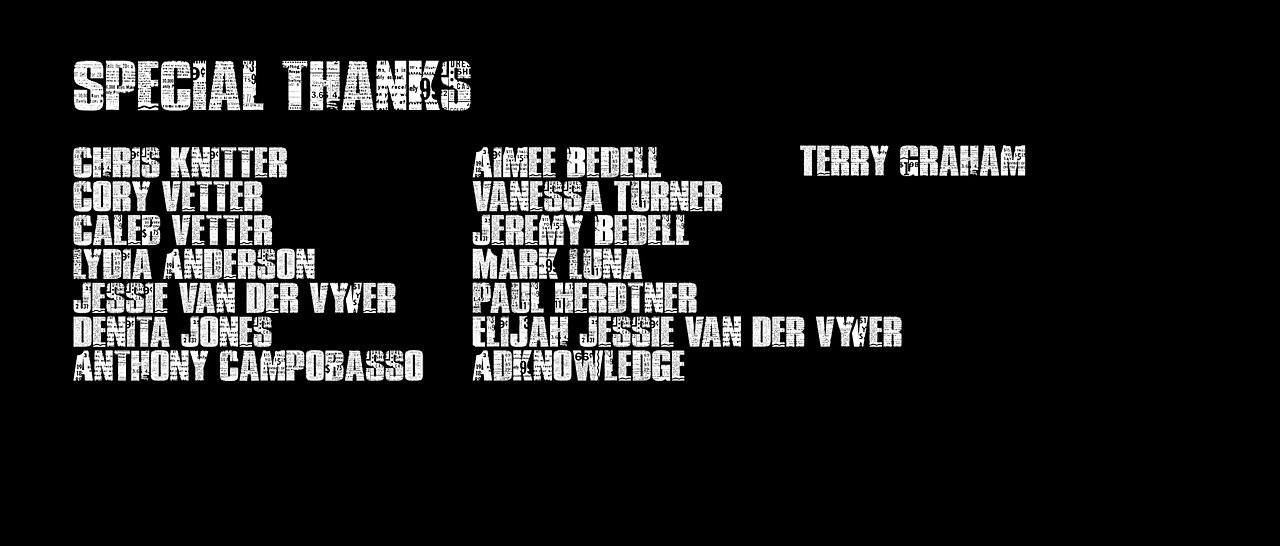 SPECIAL THANKS
CHRIS KNITTER
CORY VETTER
CALEB VETTER
LYDIA ANDERSON
JESSIE VAN DER VYVER
DENITA JONES
ANTHONY CAMPOBASSO
AIMEE BEDELL
VANESSA TURNER
JEREMY BEDELL
MARK LUNA
PAUL HERDTNER
ELIJAH JESSIE VAN DER VYVER
ADKNOWLEDGE
TERRY GRAHAM